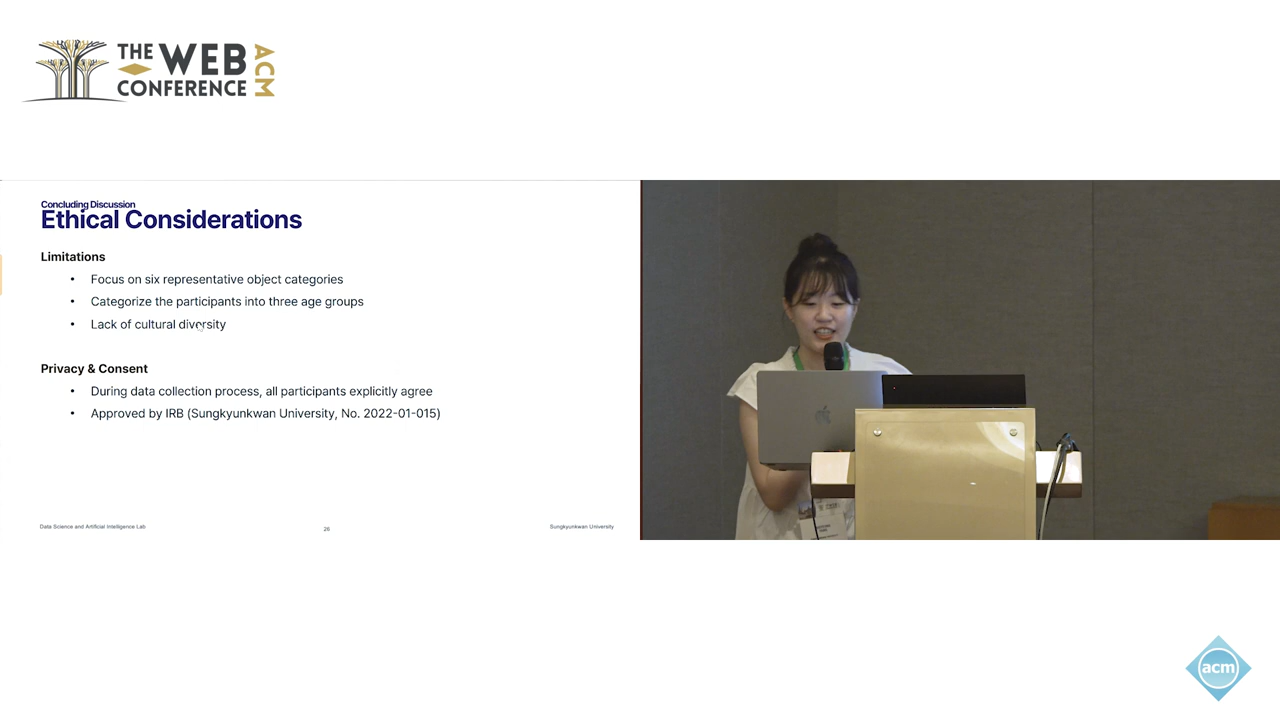 THE WEB
CONFERENCE
ACM
Concluding Discussion
Ethical Considerations
Limitations
• Focus on six representative object categories
• Categorize the participants into three age groups
• Lack of cultural diversity
Privacy & Consent
• During data collection process, all participants explicitly agree
• Approved by IRB (Sungkyunkwan University, No. 2022-01-015)
Data Science and Artificial Intelligence Lab
26
Sungkyunkwan University
acm